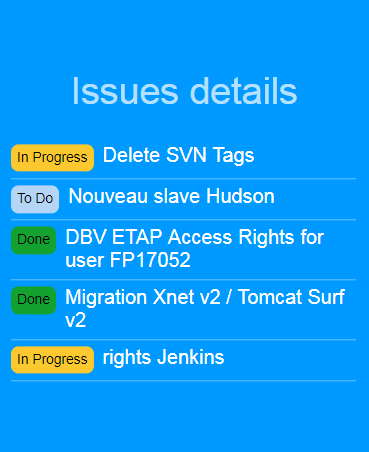 Issues details
In Progress Delete SVN Tags
To Do Nouveau slave Hudson
Done DBV ETAP Access Rights for
user FP17052
Done Migration Xnet v2 / Tomcat Surf
v2
In Progress rights Jenkins